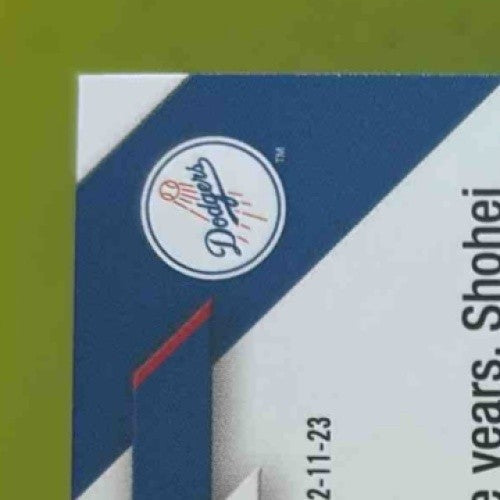 Dodgers
TM
2-11-23
years. Shohei